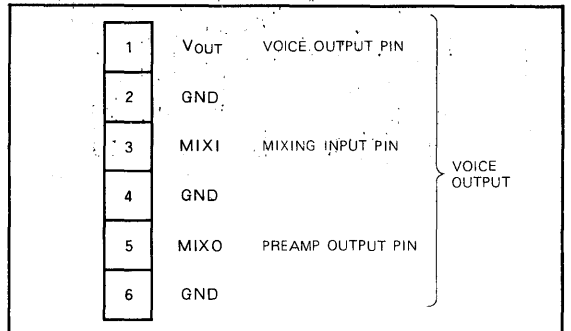 1 VOUT VOICE OUTPUT PIN
2 GND
3 MIXI MIXING INPUT PIN
4 GND
5 MIXO PREAMP OUTPUT PIN
6 GND
VOICE
OUTPUT